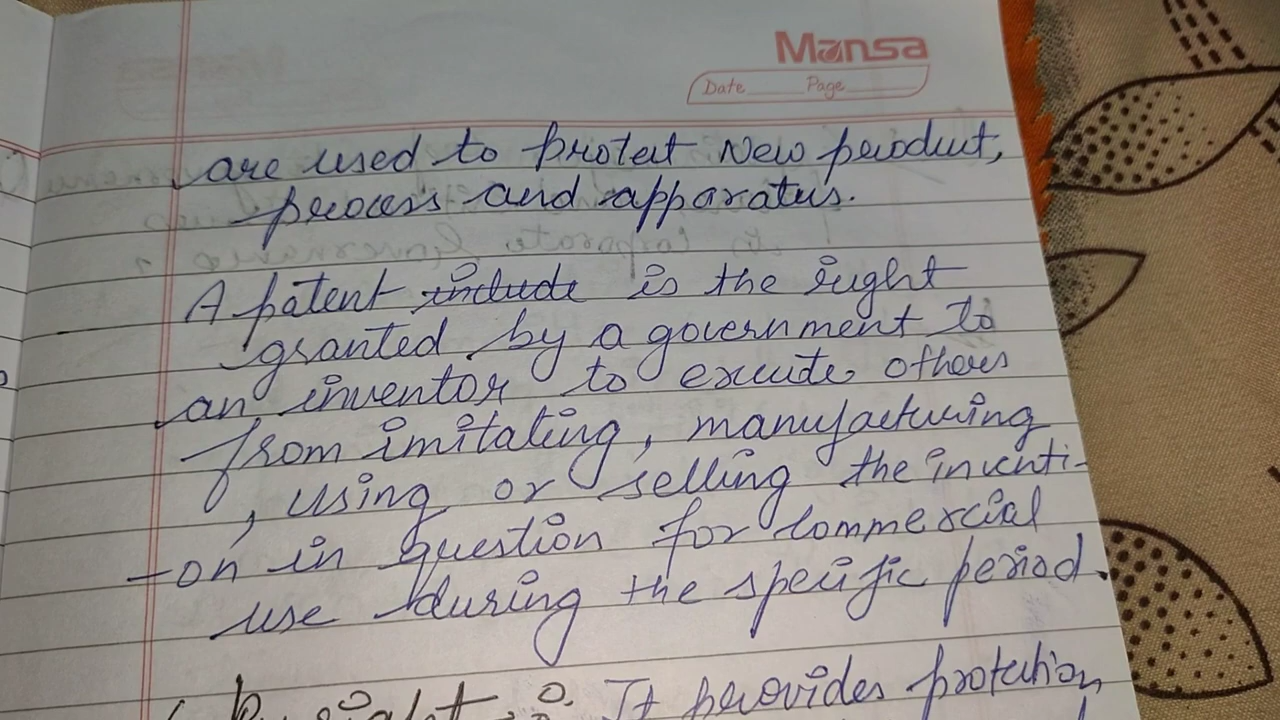 Mansa
Date Page
are used to protect New product,
process and apparatus.
A patent include is the right
granted by a government to
an inventor to excute others
from imitating, manufacturing
, using or selling the inventi-
-on in question for commercial
use during the specific period.
It provides protection